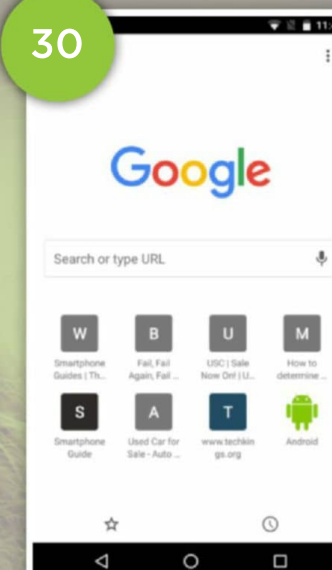 30
11:
Google
Search or type URL
W B U M
Smartphone Guides | Th... Fail, Fail Again, Fail ... USC | Sale Now On! | U... How to determine ...
S A T
Smartphone Guide Used Car for Sale - Auto ... www.techkin gs.org Android